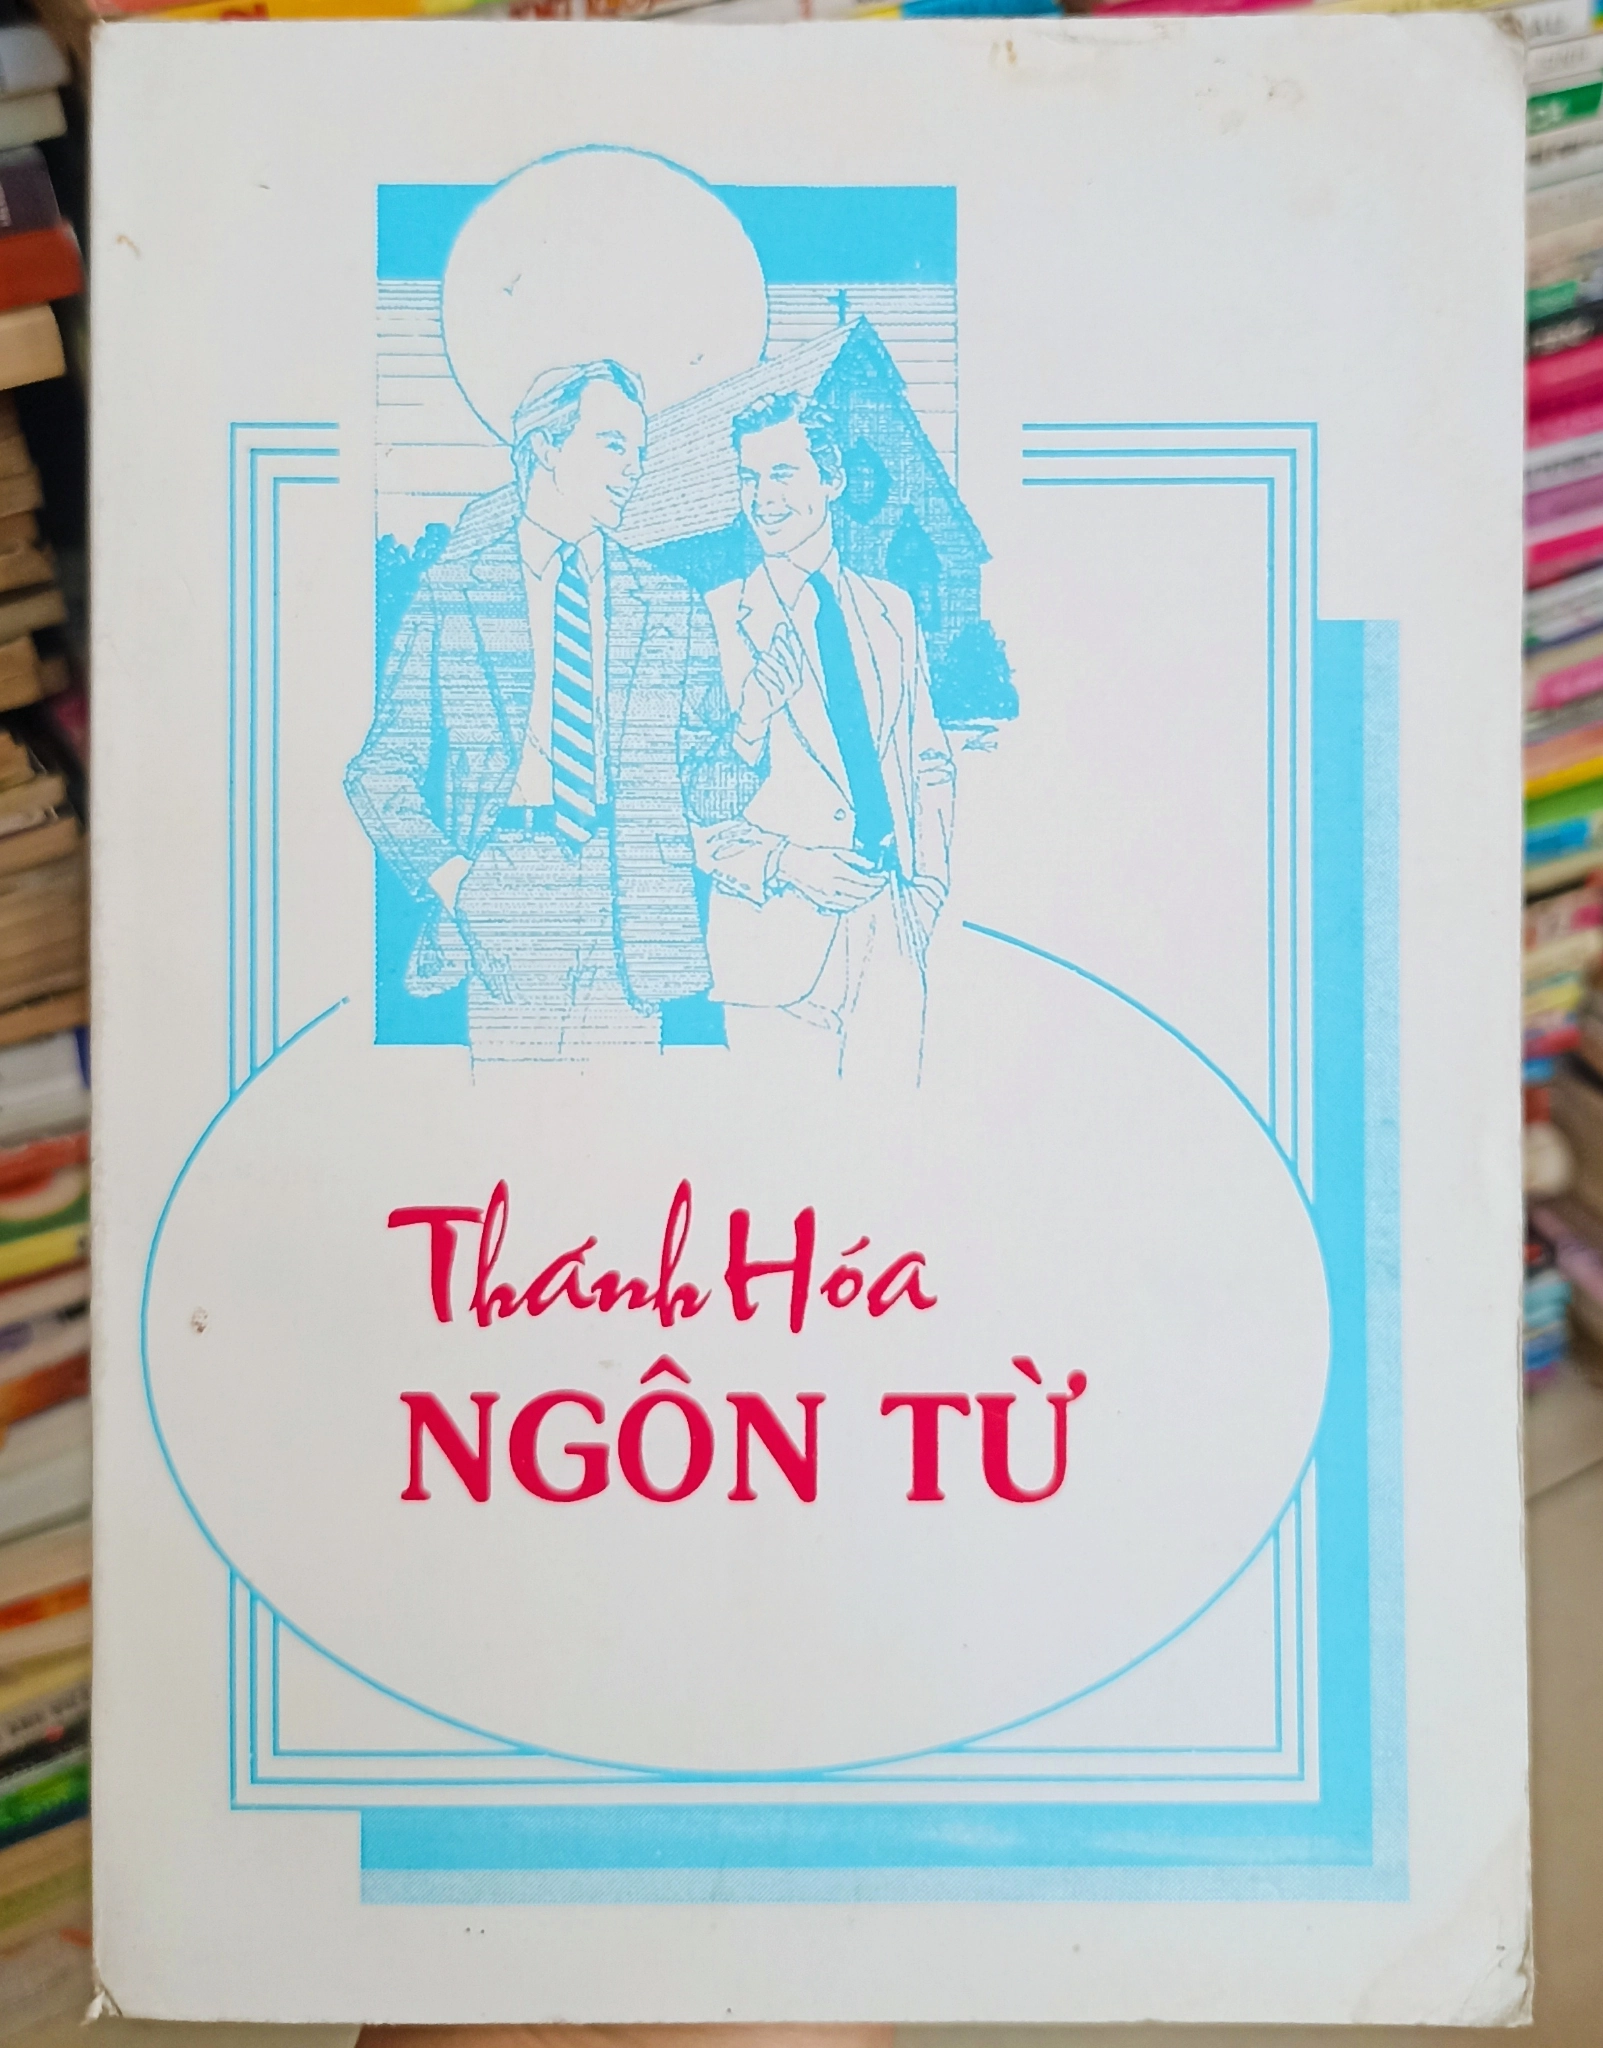 Thánh Hóa
NGÔN TỪ